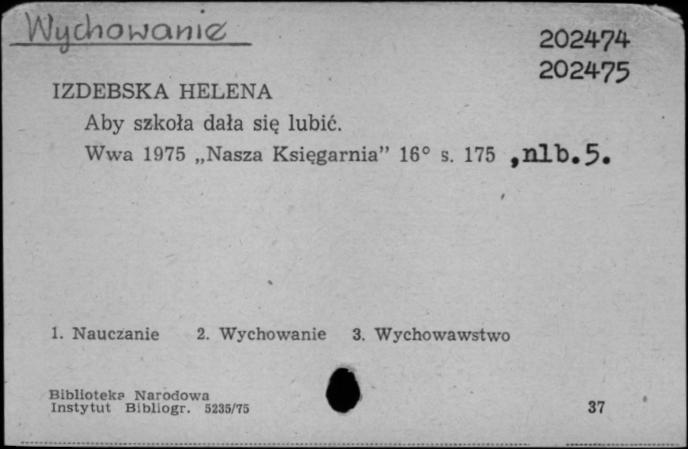 Wychowanie
202474
202475
IZDEBSKA HELENA
Aby szkoła dała się lubić.
Wwa 1975 „Nasza Księgarnia” 16° s. 175 ,nlb.5.
1. Nauczanie 2. Wychowanie 3. Wychowawstwo
Biblioteka Narodowa
Instytut Bibliogr. 5235/75
37